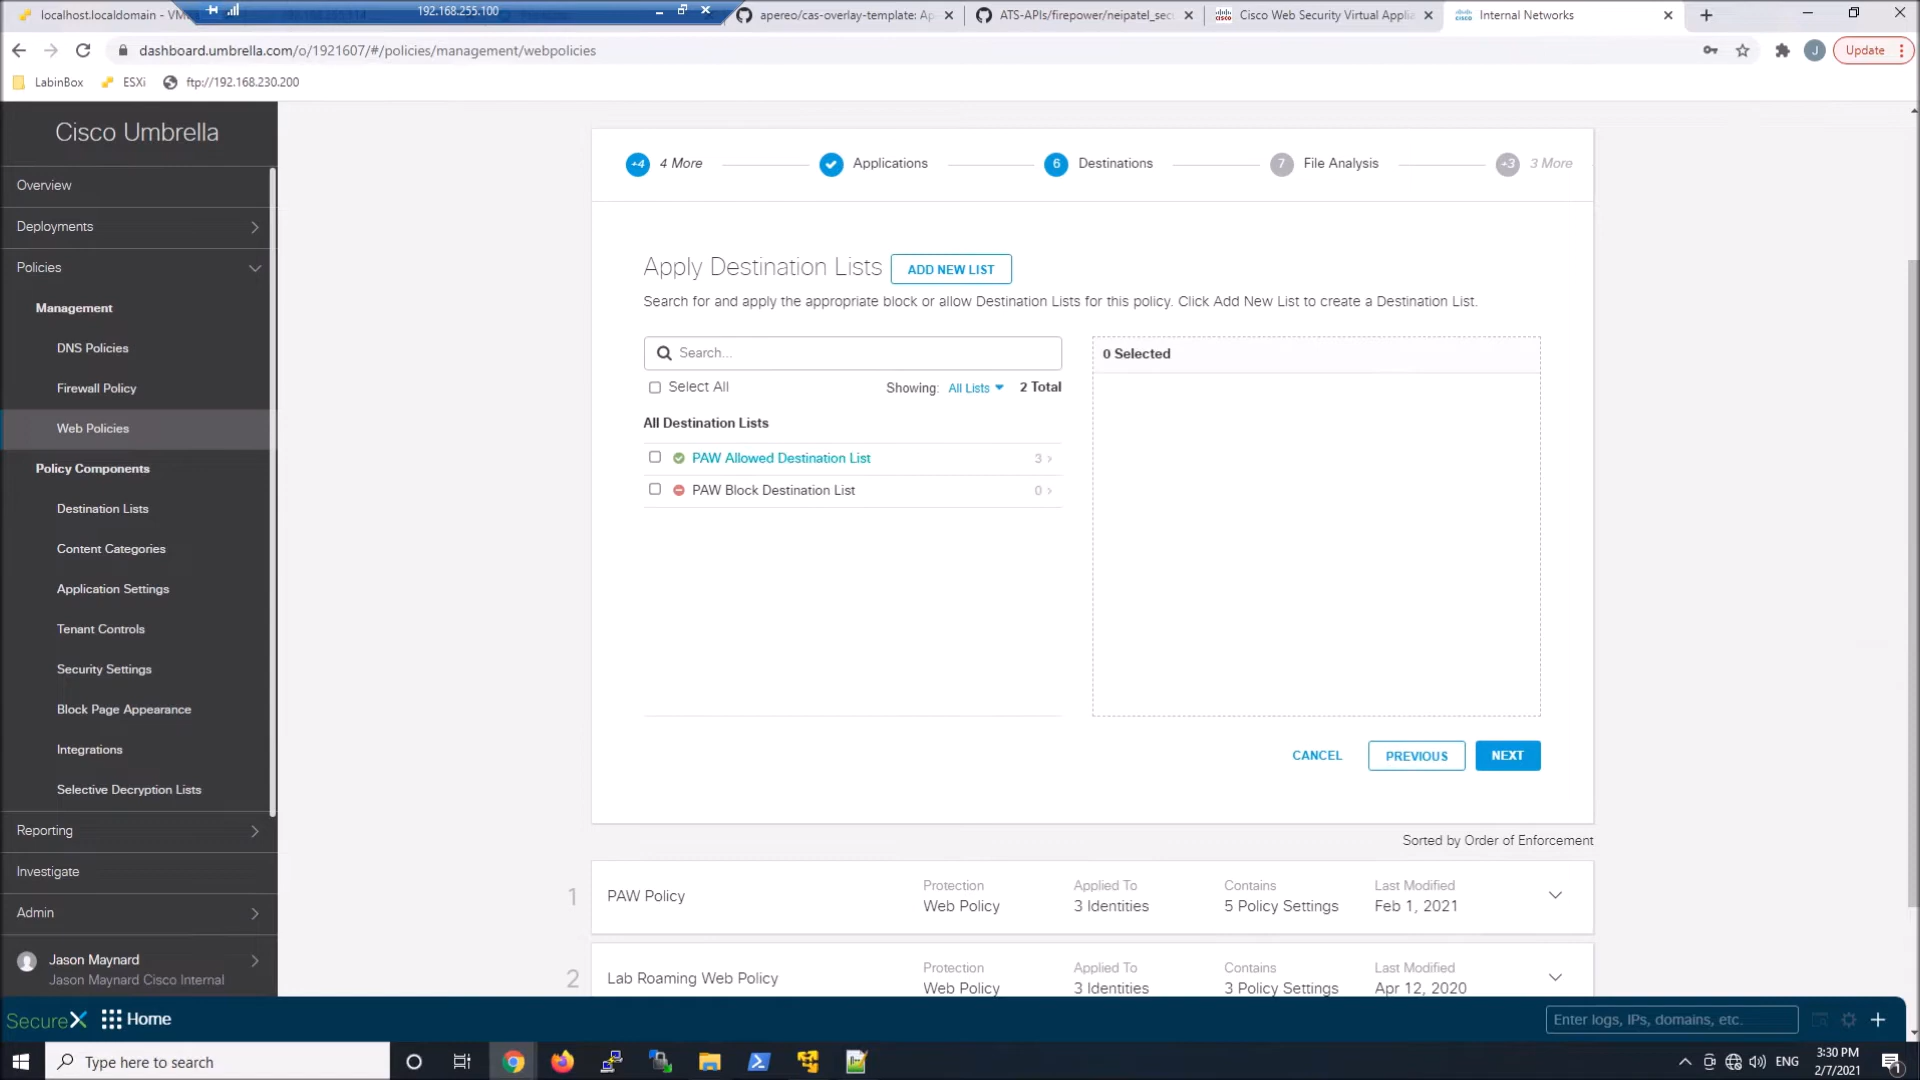 localhost.localdomain - VM
192.168.255.100
apereo/cas-overlay-template: Ap
ATS-APIs/firepower/neipatel_sec
Cisco Web Security Virtual Applia
Internal Networks
dashboard.umbrella.com/o/1921607/#/policies/management/webpolicies
J
Update
LabinBox
ESXi
ftp://192.168.230.200
Cisco Umbrella
Overview
Deployments
Policies
Management
DNS Policies
Firewall Policy
Web Policies
Policy Components
Destination Lists
Content Categories
Application Settings
Tenant Controls
Security Settings
Block Page Appearance
Integrations
Selective Decryption Lists
Reporting
Investigate
Admin
Jason Maynard
Jason Maynard Cisco Internal
+4 4 More
Applications
6 Destinations
7 File Analysis
+3 3 More
Apply Destination Lists
ADD NEW LIST
Search for and apply the appropriate block or allow Destination Lists for this policy. Click Add New List to create a Destination List.
Search...
Select All
Showing: All Lists
2 Total
All Destination Lists
PAW Allowed Destination List 3 >
PAW Block Destination List 0 >
0 Selected
CANCEL
PREVIOUS
NEXT
Sorted by Order of Enforcement
1
PAW Policy
Protection
Web Policy
Applied To
3 Identities
Contains
5 Policy Settings
Last Modified
Feb 1, 2021
2
Lab Roaming Web Policy
Protection
Web Policy
Applied To
3 Identities
Contains
3 Policy Settings
Last Modified
Apr 12, 2020
SecureX
Home
Enter logs, IPs, domains, etc.
Type here to search
ENG
3:30 PM
2/7/2021
1